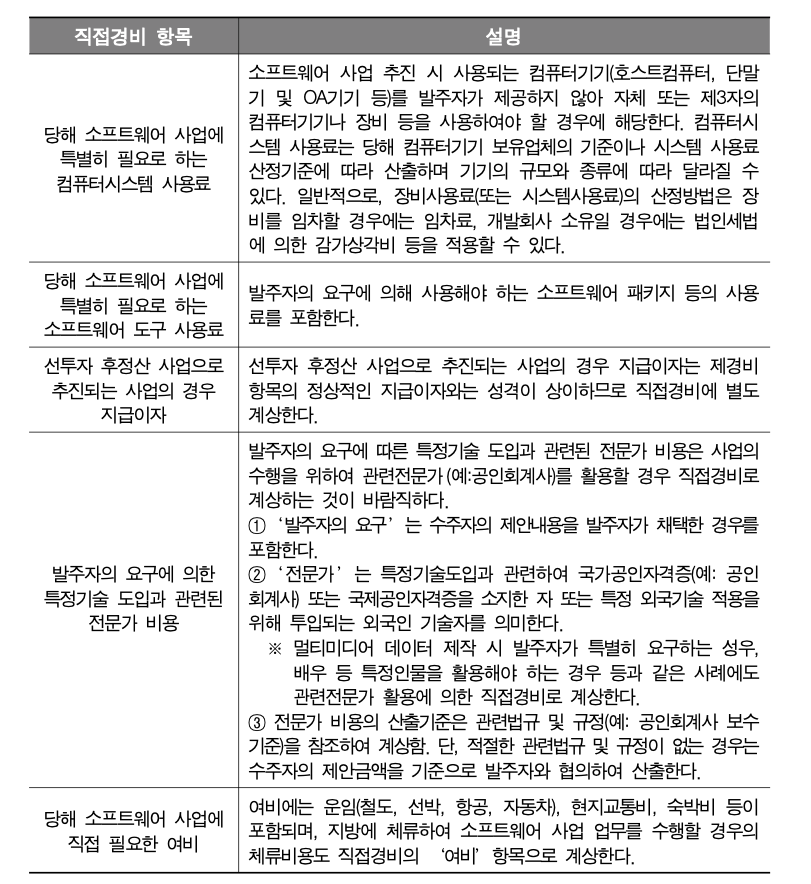 직접경비 항목
설명
당해 소프트웨어 사업에
특별히 필요로 하는
컴퓨터시스템 사용료
소프트웨어 사업 추진 시 사용되는 컴퓨터기기(호스트컴퓨터, 단말
기 및 OA기기 등)를 발주자가 제공하지 않아 자체 또는 제3자의
컴퓨터기기나 장비 등을 사용하여야 할 경우에 해당한다. 컴퓨터시
스템 사용료는 당해 컴퓨터기기 보유업체의 기준이나 시스템 사용료
산정기준에 따라 산출하며 기기의 규모와 종류에 따라 달라질 수
있다. 일반적으로, 장비사용료(또는 시스템사용료)의 산정방법은 장
비를 임차할 경우에는 임차료, 개발회사 소유일 경우에는 법인세법
에 의한 감가상각비 등을 적용할 수 있다.
당해 소프트웨어 사업에
특별히 필요로 하는
소프트웨어 도구 사용료
발주자의 요구에 의해 사용해야 하는 소프트웨어 패키지 등의 사용
료를 포함한다.
선투자 후정산 사업으로
추진되는 사업의 경우
지급이자
선투자 후정산 사업으로 추진되는 사업의 경우 지급이자는 제경비
항목의 정상적인 지급이자와는 성격이 상이하므로 직접경비에 별도
계상한다.
발주자의 요구에 의한
특정기술 도입과 관련된
전문가 비용
발주자의 요구에 따른 특정기술 도입과 관련된 전문가 비용은 사업의
수행을 위하여 관련전문가(예:공인회계사)를 활용할 경우 직접경비로
계상하는 것이 바람직하다.
① ‘발주자의 요구’는 수주자의 제안내용을 발주자가 채택한 경우를
포함한다.
② ‘전문가’는 특정기술도입과 관련하여 국가공인자격증(예: 공인
회계사) 또는 국제공인자격증을 소지한 자 또는 특정 외국기술 적용을
위해 투입되는 외국인 기술자를 의미한다.
※ 멀티미디어 데이터 제작 시 발주자가 특별히 요구하는 성우,
배우 등 특정인물을 활용해야 하는 경우 등과 같은 사례에도
관련전문가 활용에 의한 직접경비로 계상한다.
③ 전문가 비용의 산출기준은 관련법규 및 규정(예: 공인회계사 보수
기준)을 참조하여 계상함. 단, 적절한 관련법규 및 규정이 없는 경우는
수주자의 제안금액을 기준으로 발주자와 협의하여 산출한다.
당해 소프트웨어 사업에
직접 필요한 여비
여비에는 운임(철도, 선박, 항공, 자동차), 현지교통비, 숙박비 등이
포함되며, 지방에 체류하여 소프트웨어 사업 업무를 수행할 경우의
체류비용도 직접경비의 ‘여비’ 항목으로 계상한다.